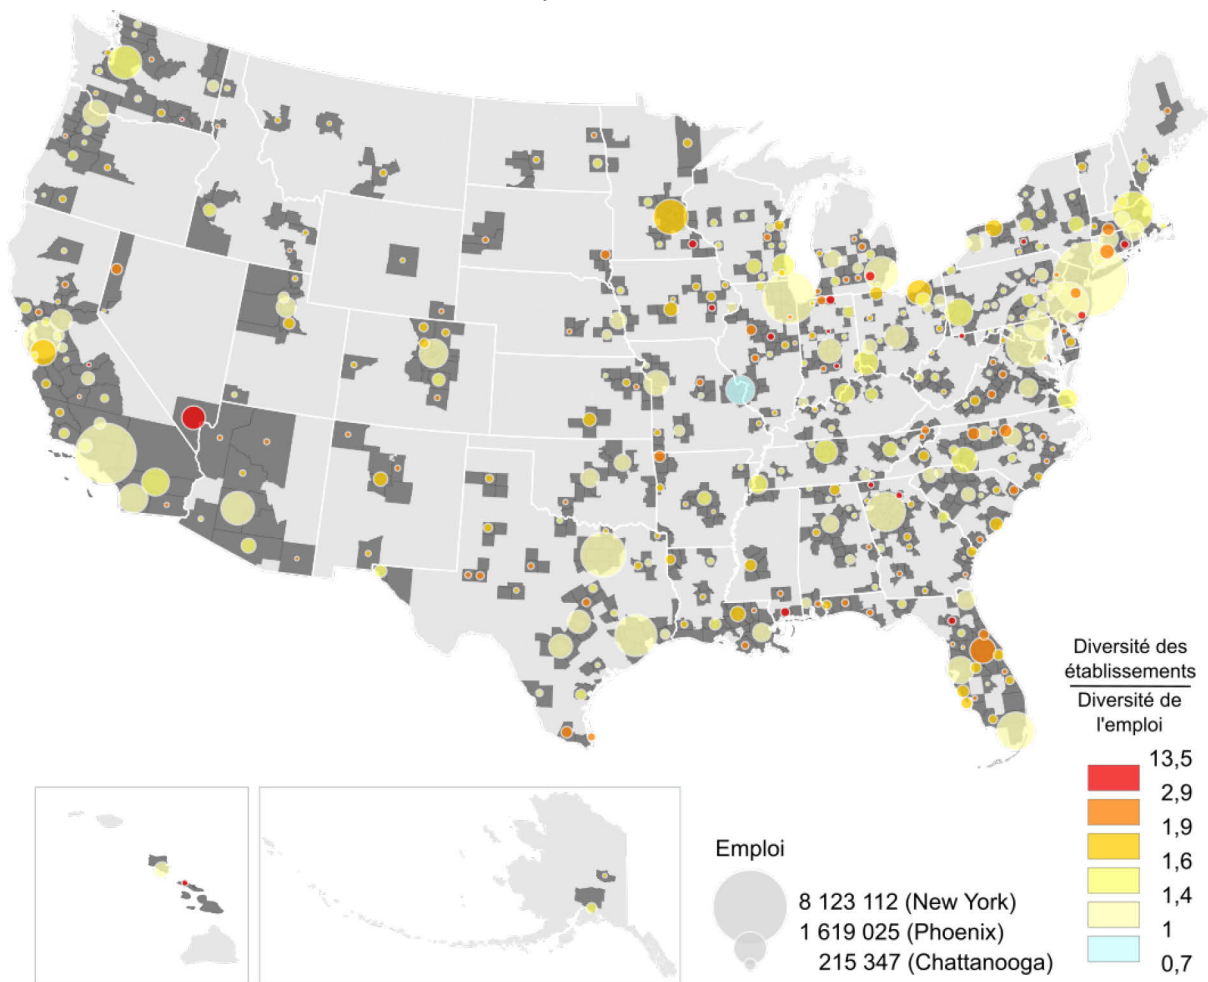 Diversité des
établissements
Diversité de
l'emploi
13,5
2,9
1,9
1,6
1,4
1
0,7
Emploi
8 123 112 (New York)
1 619 025 (Phoenix)
215 347 (Chattanooga)